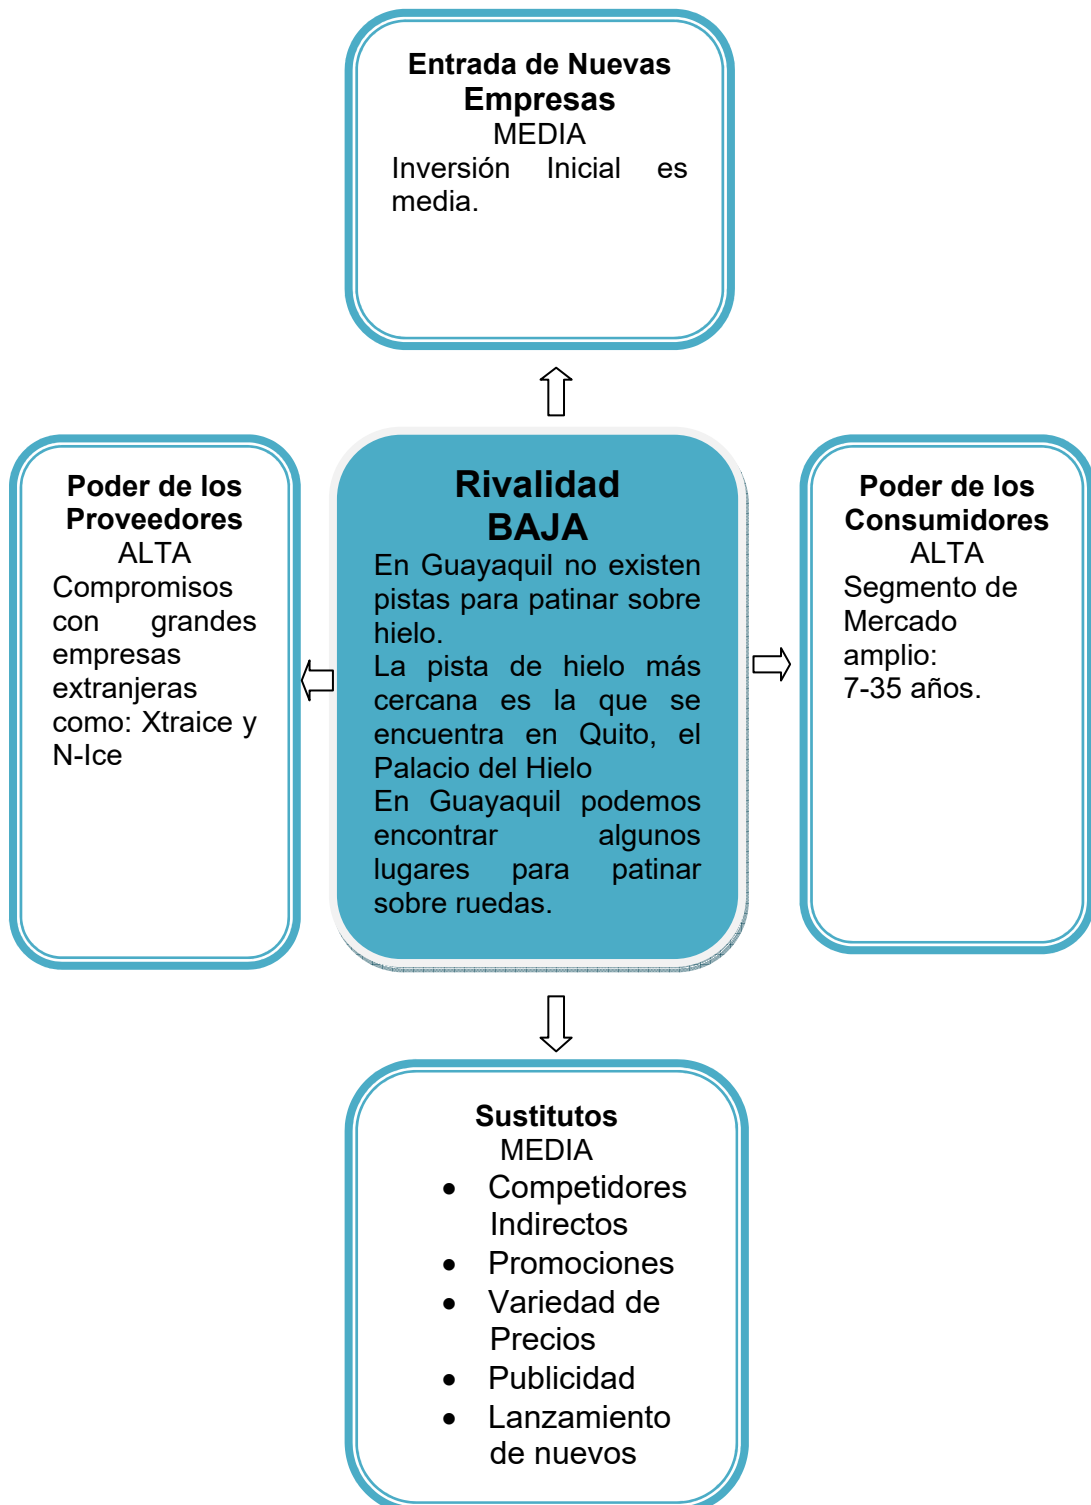 Entrada de Nuevas
Empresas
MEDIA
Inversión Inicial es
media.
Poder de los
Proveedores
ALTA
Compromisos
con grandes
empresas
extranjeras
como: Xtraice y
N-Ice
Rivalidad
BAJA
En Guayaquil no existen
pistas para patinar sobre
hielo.
La pista de hielo más
cercana es la que se
encuentra en Quito, el
Palacio del Hielo
En Guayaquil podemos
encontrar algunos
lugares para patinar
sobre ruedas.
Poder de los
Consumidores
ALTA
Segmento de
Mercado
amplio:
7-35 años.
Sustitutos
MEDIA
• Competidores
Indirectos
• Promociones
• Variedad de
Precios
• Publicidad
• Lanzamiento
de nuevos